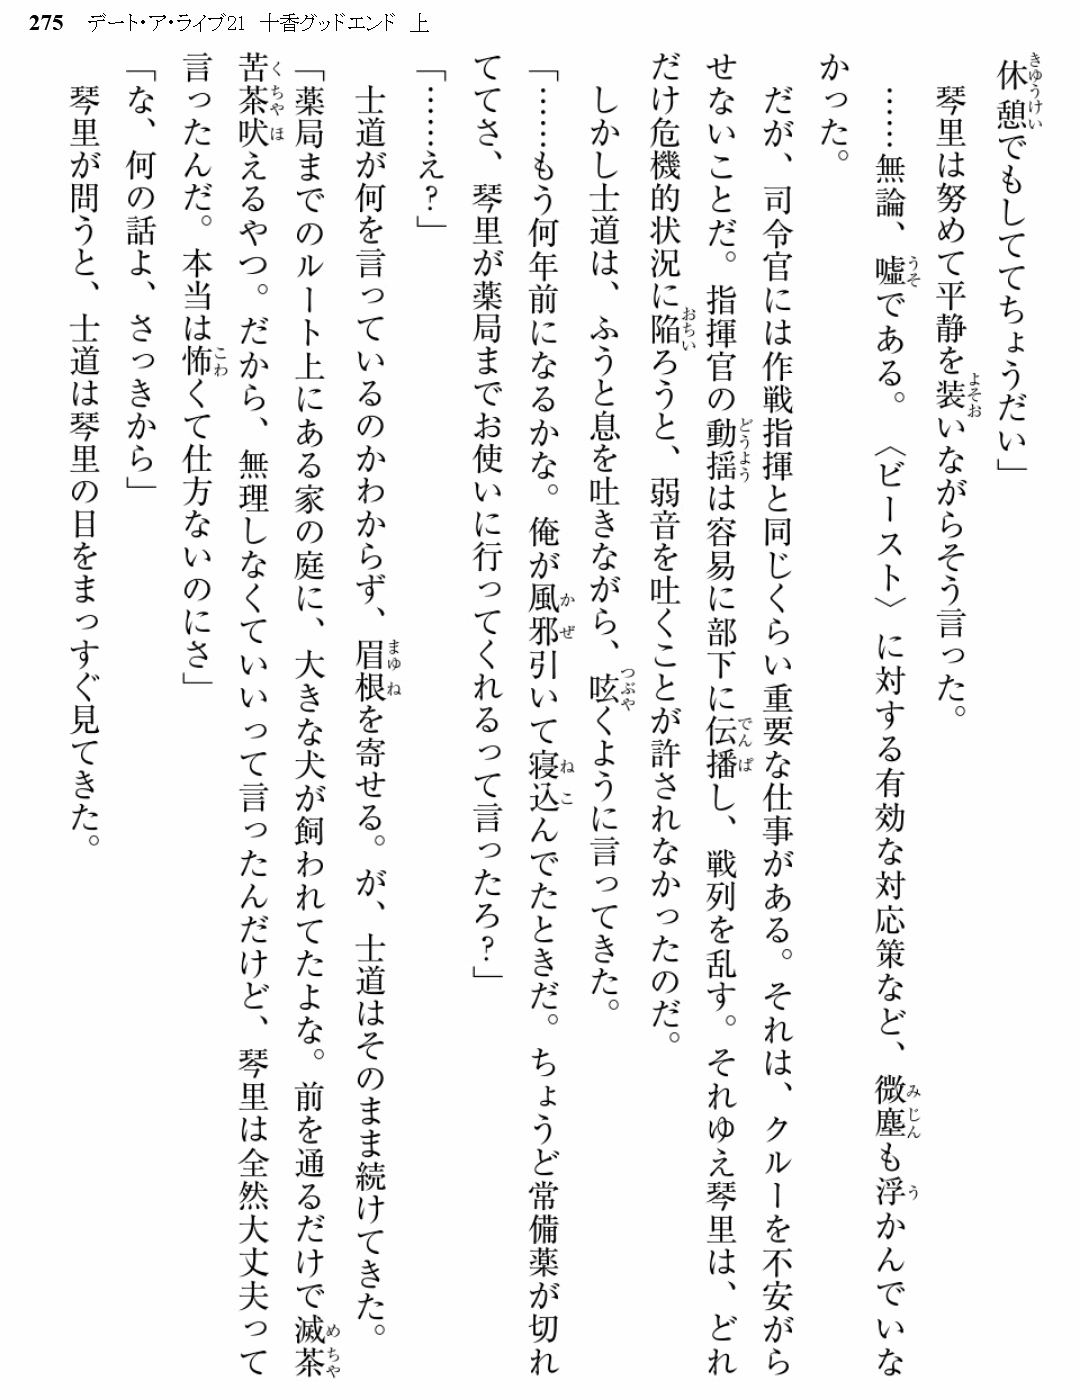 275 デート・ア・ライブ21 十香グッドエンド 上
休憩でもしててちょうだい」
琴里は努めて平静を装いながらそう言った。
……無論、嘘である。〈ビースト〉に対する有効な対応策など、微塵も浮かんでいな
かった。
だが、司令官には作戦指揮と同じくらい重要な仕事がある。それは、クルーを不安がら
せないことだ。指揮官の動揺は容易に部下に伝播し、戦列を乱す。それゆえ琴里は、どれ
だけ危機的状況に陥ろうと、弱音を吐くことが許されなかったのだ。
しかし士道は、ふうと息を吐きながら、呟くように言ってきた。
「……もう何年前になるかな。俺が風邪引いて寝込んでたときだ。ちょうど常備薬が切れ
ててさ、琴里が薬局までお使いに行ってくれるって言ったろ?」
「……え?」
士道が何を言っているのかわからず、眉根を寄せる。が、士道はそのまま続けてきた。
「薬局までのルート上にある家の庭に、大きな犬が飼われてたよな。前を通るだけで滅茶
苦茶吠えるやつ。だから、無理しなくていいって言ったんだけど、琴里は全然大丈夫って
言ったんだ。本当は怖くて仕方ないのにさ」
「な、何の話よ、さっきから」
琴里が問うと、士道は琴里の目をまっすぐ見てきた。